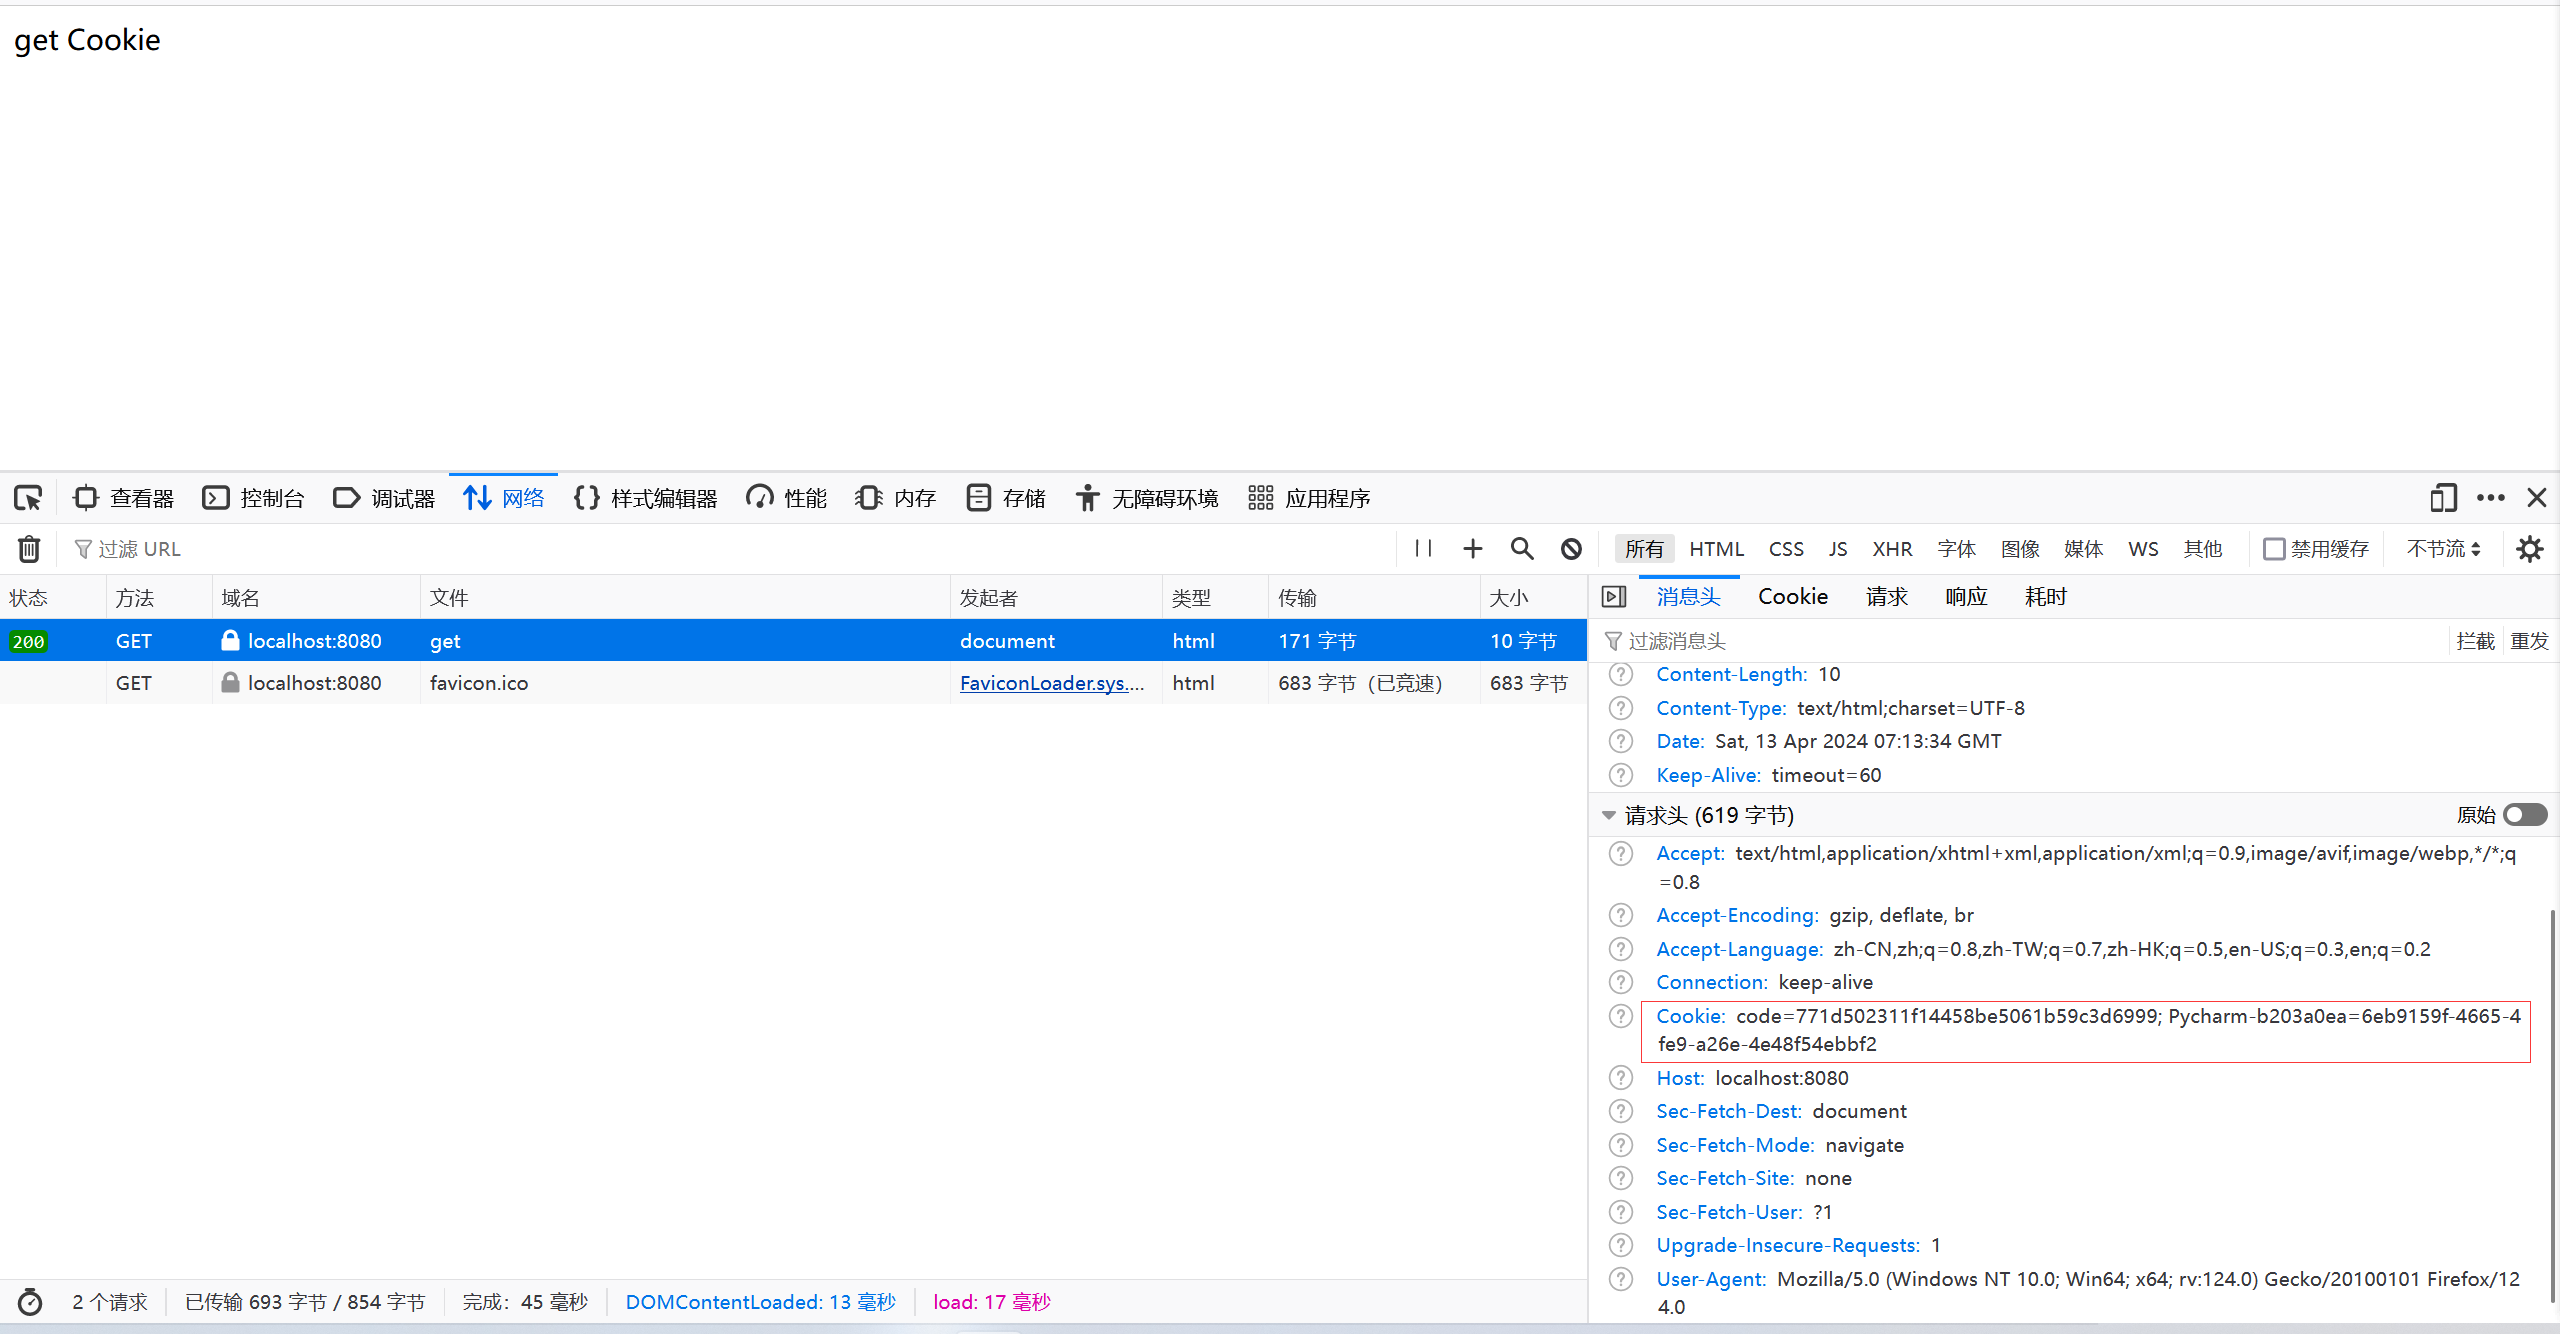 get Cookie
查看器 控制台 调试器 网络 样式编辑器 性能 内存 存储 无障碍环境 应用程序
过滤 URL 所有 HTML CSS JS XHR 字体 图像 媒体 WS 其他 禁用缓存 不节流
状态 方法 域名 文件 发起者 类型 传输 大小
200 GET localhost:8080 get document html 171 字节 10 字节
GET localhost:8080 favicon.ico FaviconLoader.sys.... html 683 字节（已竞速） 683 字节
消息头 Cookie 请求 响应 耗时
过滤消息头 拦截 重发
Content-Length: 10
Content-Type: text/html;charset=UTF-8
Date: Sat, 13 Apr 2024 07:13:34 GMT
Keep-Alive: timeout=60
请求头 (619 字节) 原始
Accept: text/html,application/xhtml+xml,application/xml;q=0.9,image/avif,image/webp,*/*;q
=0.8
Accept-Encoding: gzip, deflate, br
Accept-Language: zh-CN,zh;q=0.8,zh-TW;q=0.7,zh-HK;q=0.5,en-US;q=0.3,en;q=0.2
Connection: keep-alive
Cookie: code=771d502311f14458be5061b59c3d6999; Pycharm-b203a0ea=6eb9159f-4665-4
fe9-a26e-4e48f54ebbf2
Host: localhost:8080
Sec-Fetch-Dest: document
Sec-Fetch-Mode: navigate
Sec-Fetch-Site: none
Sec-Fetch-User: ?1
Upgrade-Insecure-Requests: 1
User-Agent: Mozilla/5.0 (Windows NT 10.0; Win64; x64; rv:124.0) Gecko/20100101 Firefox/12
4.0
2 个请求 已传输 693 字节 / 854 字节 完成：45 毫秒 DOMContentLoaded: 13 毫秒 load: 17 毫秒